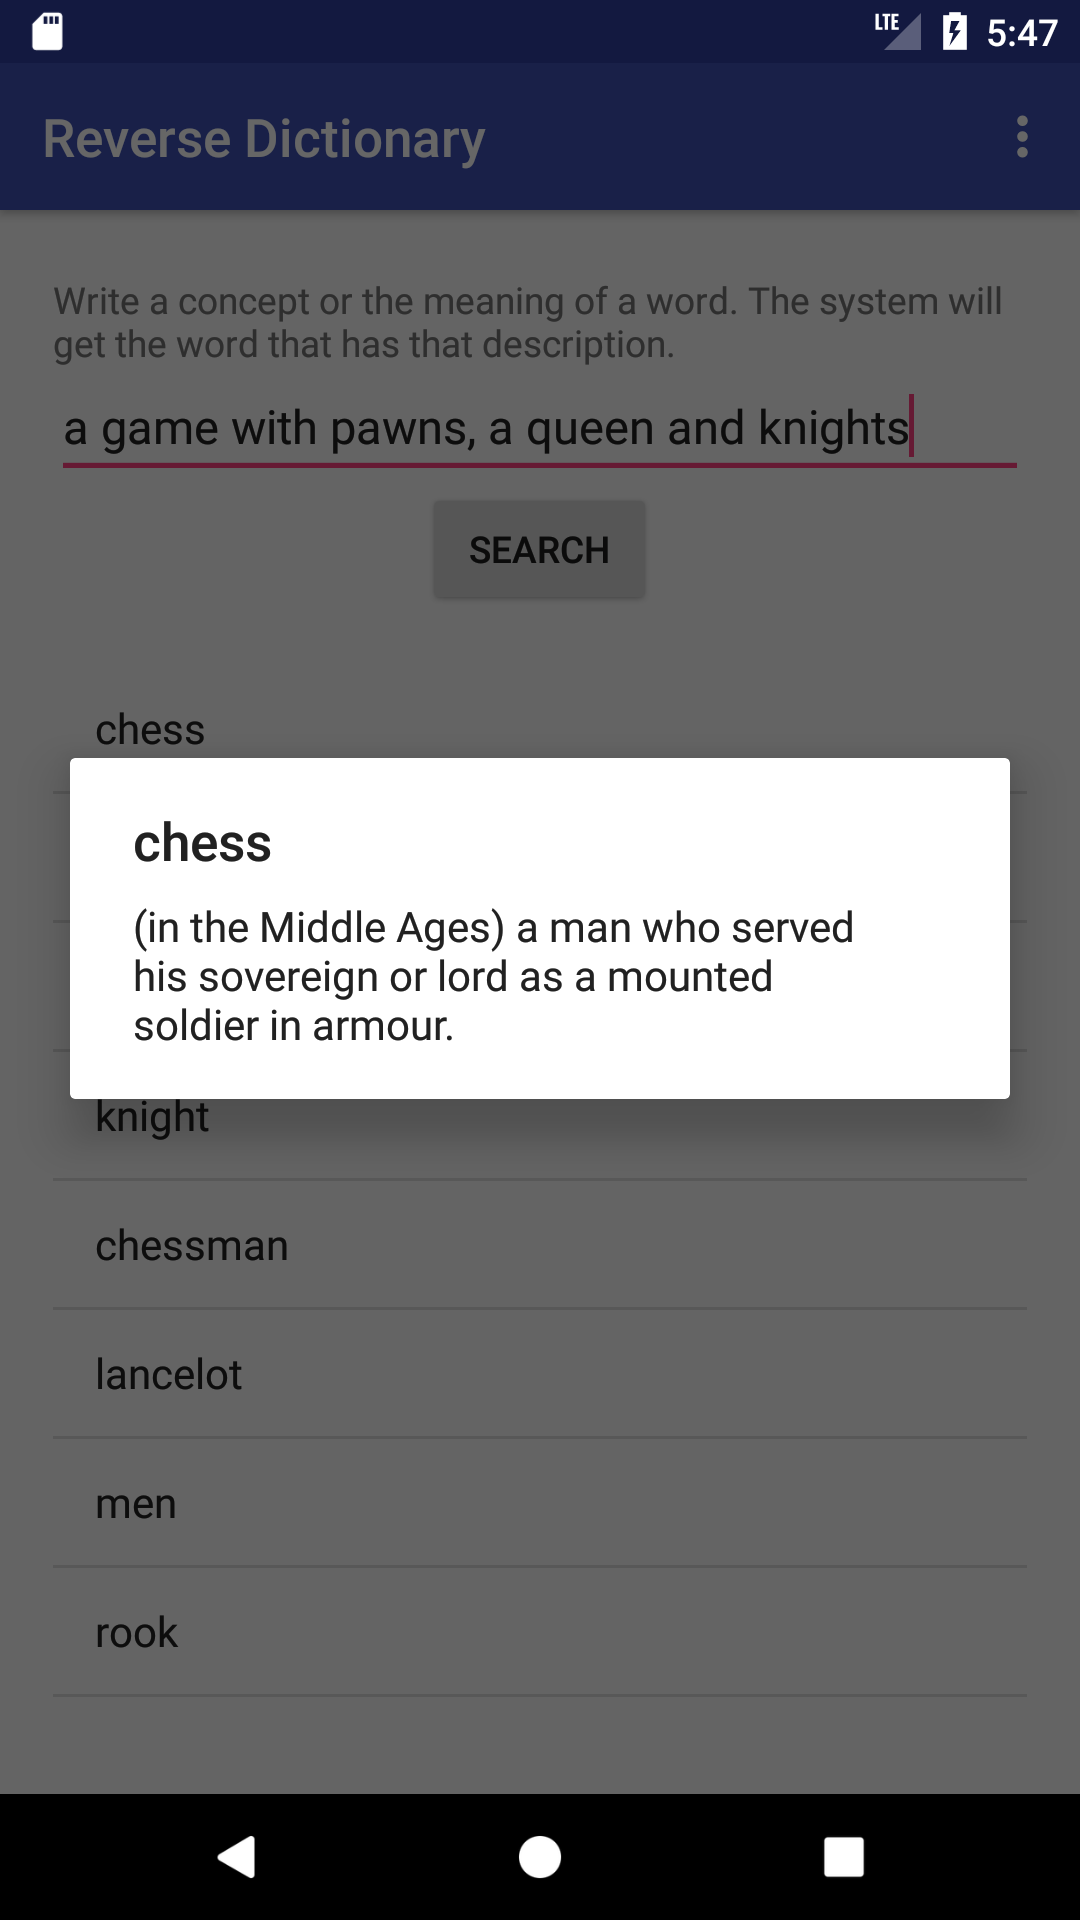 LTE 5:47
Reverse Dictionary
Write a concept or the meaning of a word. The system will
get the word that has that description.
a game with pawns, a queen and knights
SEARCH
chess
chess
(in the Middle Ages) a man who served
his sovereign or lord as a mounted
soldier in armour.
knight
chessman
lancelot
men
rook